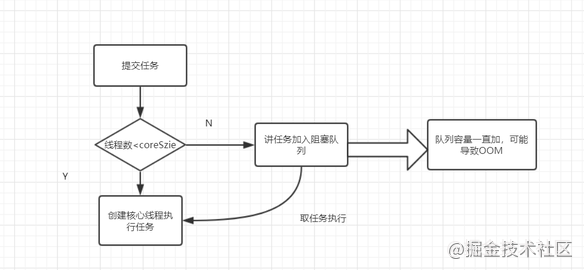 提交任务
线程数<coreSzie
N
讲任务加入阻塞队
列
队列容量一直加，可能
导致OOM
Y
创建核心线程执
行任务
取任务执行
@掘金技术社区